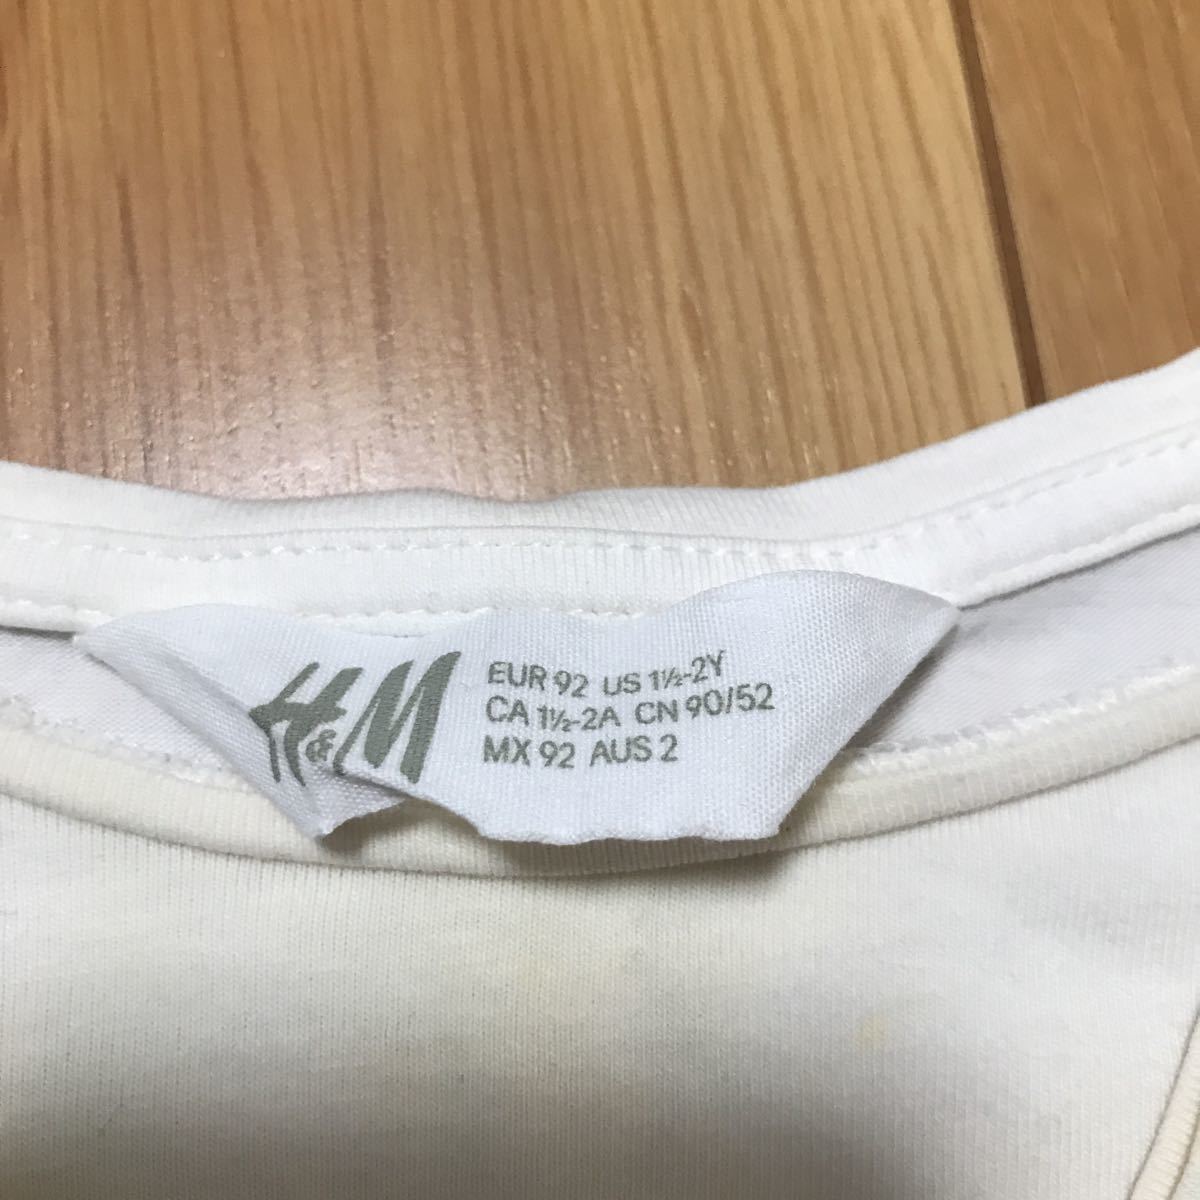 H&M
EUR 92 US 1½-2Y
CA 1½-2A CN 90/52
MX 92 AUS 2